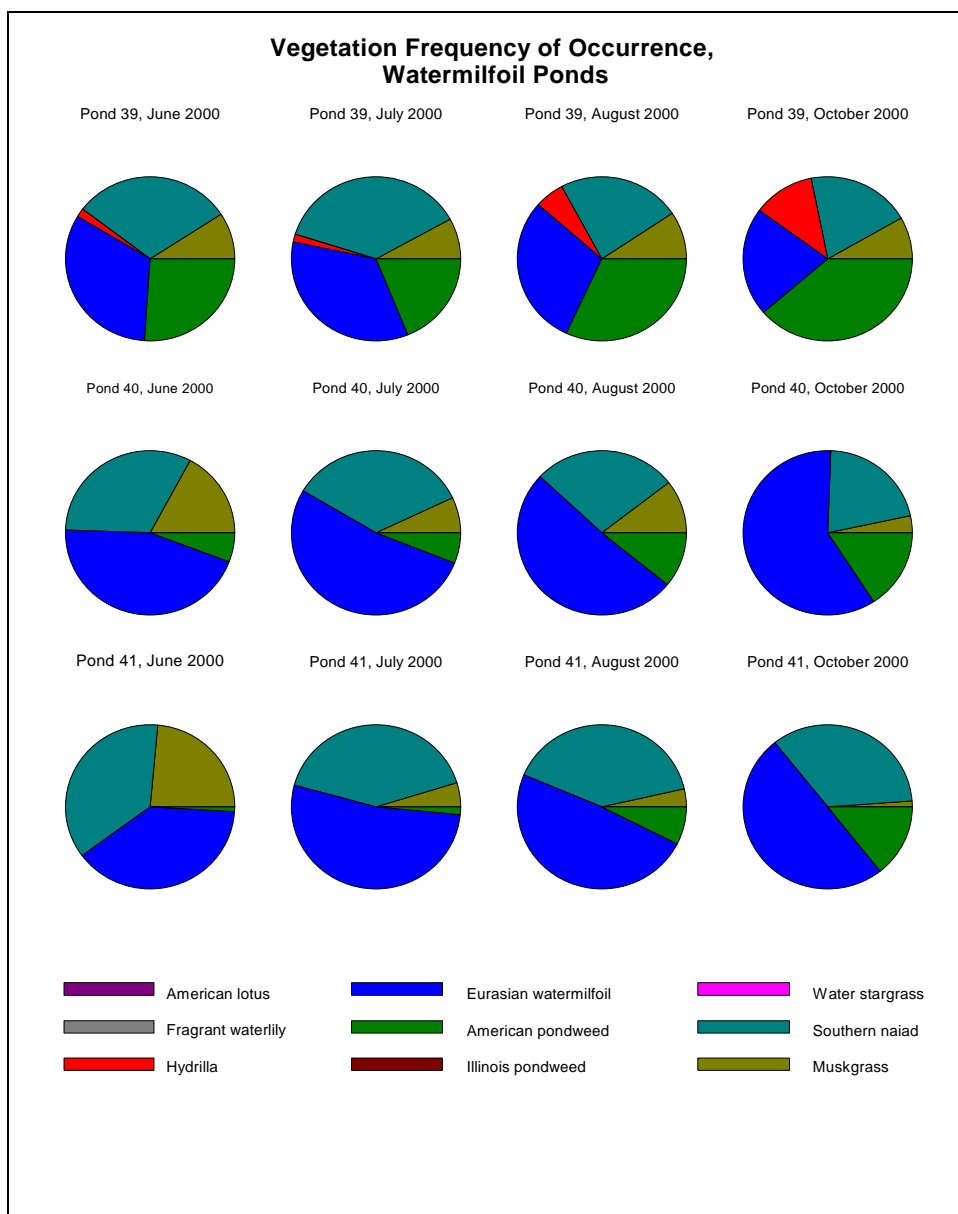 Vegetation Frequency of Occurrence,
Watermilfoil Ponds
Pond 39, June 2000
Pond 39, July 2000
Pond 39, August 2000
Pond 39, October 2000
Pond 40, June 2000
Pond 40, July 2000
Pond 40, August 2000
Pond 40, October 2000
Pond 41, June 2000
Pond 41, July 2000
Pond 41, August 2000
Pond 41, October 2000
American lotus
Eurasian watermilfoil
Water stargrass
Fragrant waterlily
American pondweed
Southern naiad
Hydrilla
Illinois pondweed
Muskgrass